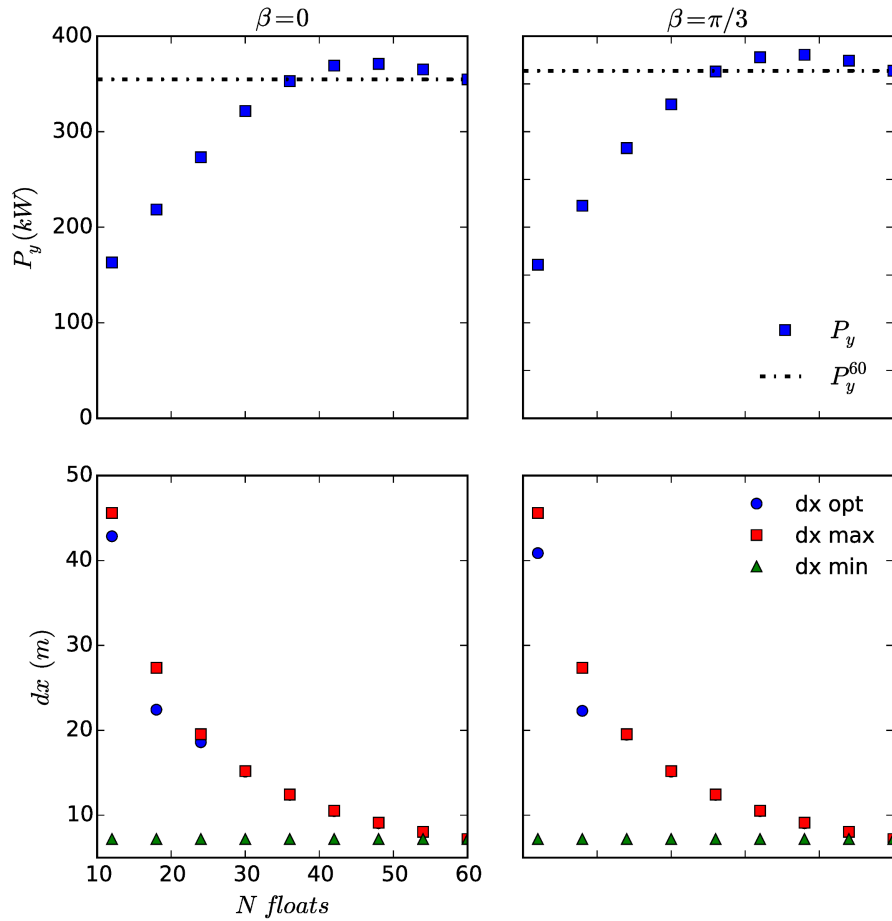 β=0
β=π/3
400
300
200
100
0
P_y(kW)
P_y
P_y^60
50
40
30
20
10
dx (m)
dx opt
dx max
dx min
10 20 30 40 50 60
N floats